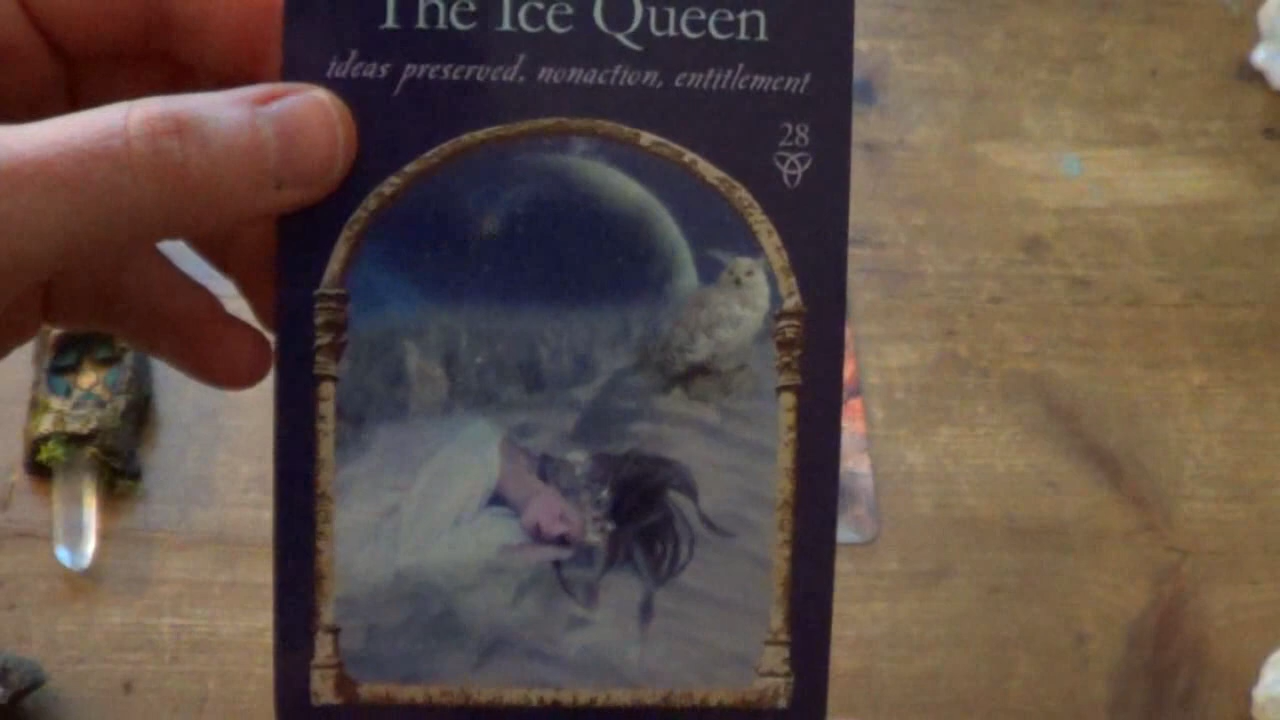 The Ice Queen
ideas preserved, nonaction, entitlement
28